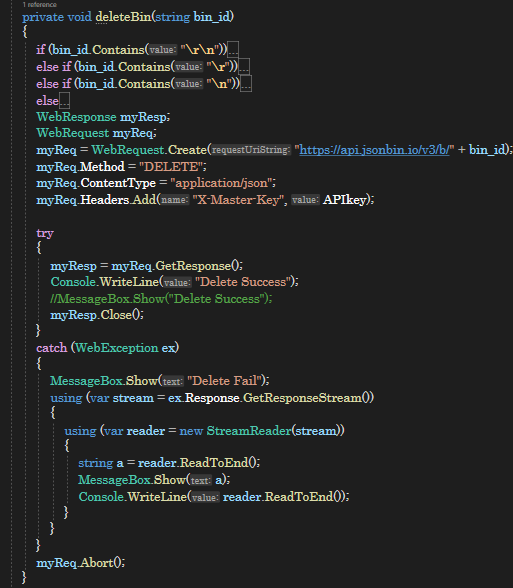 1 reference
private void deleteBin(string bin_id)
{
if (bin_id.Contains(value: "\r\n"))...
else if (bin_id.Contains(value: "\r"))...
else if (bin_id.Contains(value: "\n"))...
else...
WebResponse myResp;
WebRequest myReq;
myReq = WebRequest.Create(requestUriString: "https://api.jsonbin.io/v3/b/" + bin_id);
myReq.Method = "DELETE";
myReq.ContentType = "application/json";
myReq.Headers.Add(name: "X-Master-Key", value: APIkey);
try
{
myResp = myReq.GetResponse();
Console.WriteLine(value: "Delete Success");
//MessageBox.Show("Delete Success");
myResp.Close();
}
catch (WebException ex)
{
MessageBox.Show(text: "Delete Fail");
using (var stream = ex.Response.GetResponseStream())
{
using (var reader = new StreamReader(stream))
{
string a = reader.ReadToEnd();
MessageBox.Show(text: a);
Console.WriteLine(value: reader.ReadToEnd());
}
}
}
myReq.Abort();
}